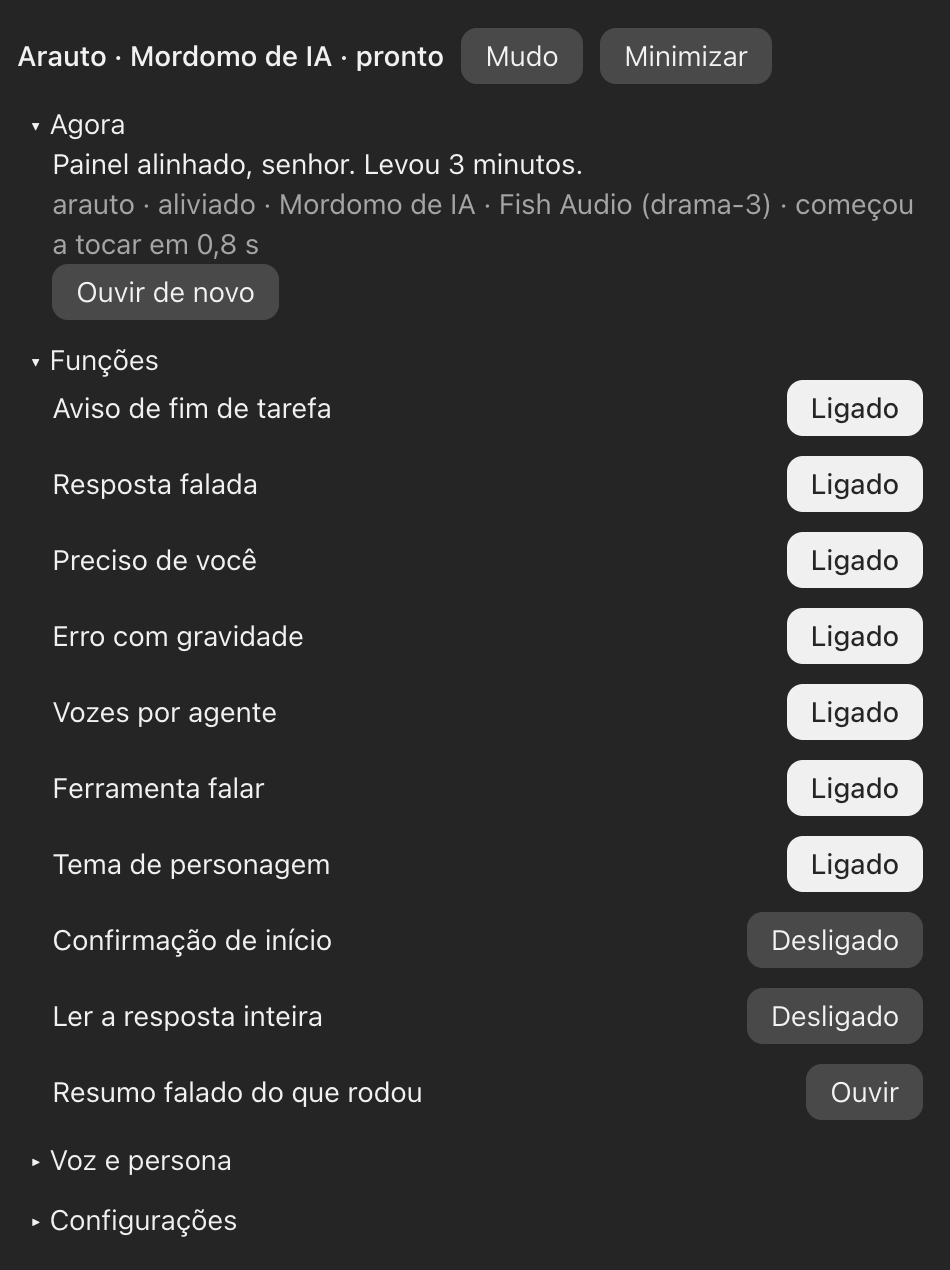 Arauto · Mordomo de IA · pronto Mudo Minimizar
▾ Agora
Painel alinhado, senhor. Levou 3 minutos.
arauto · aliviado · Mordomo de IA · Fish Audio (drama-3) · começou
a tocar em 0,8 s
Ouvir de novo
▾ Funções
Aviso de fim de tarefa Ligado
Resposta falada Ligado
Preciso de você Ligado
Erro com gravidade Ligado
Vozes por agente Ligado
Ferramenta falar Ligado
Tema de personagem Ligado
Confirmação de início Desligado
Ler a resposta inteira Desligado
Resumo falado do que rodou Ouvir
▸ Voz e persona
▸ Configurações